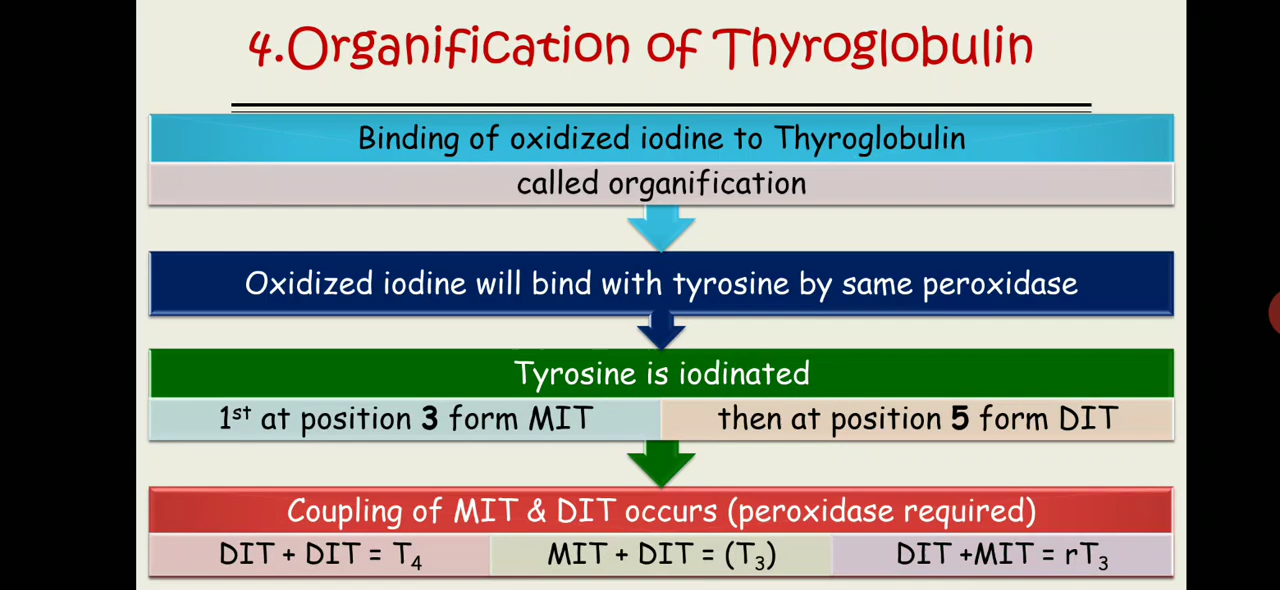 4.Organification of Thyroglobulin
Binding of oxidized iodine to Thyroglobulin
called organification
Oxidized iodine will bind with tyrosine by same peroxidase
Tyrosine is iodinated
1st at position 3 form MIT
then at position 5 form DIT
Coupling of MIT & DIT occurs (peroxidase required)
DIT + DIT = T4
MIT + DIT = (T3)
DIT +MIT = rT3